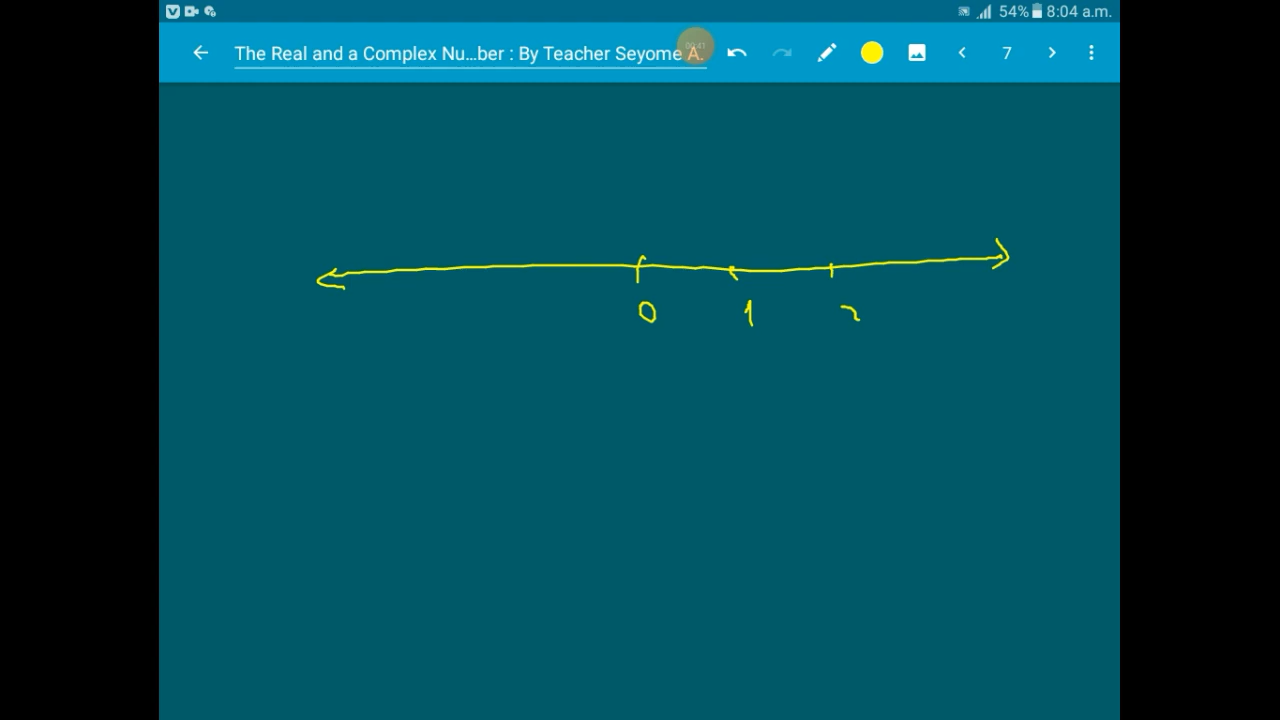 54% 8:04 a.m.
The Real and a Complex Nu...ber : By Teacher Seyome A. 7
0 1 2